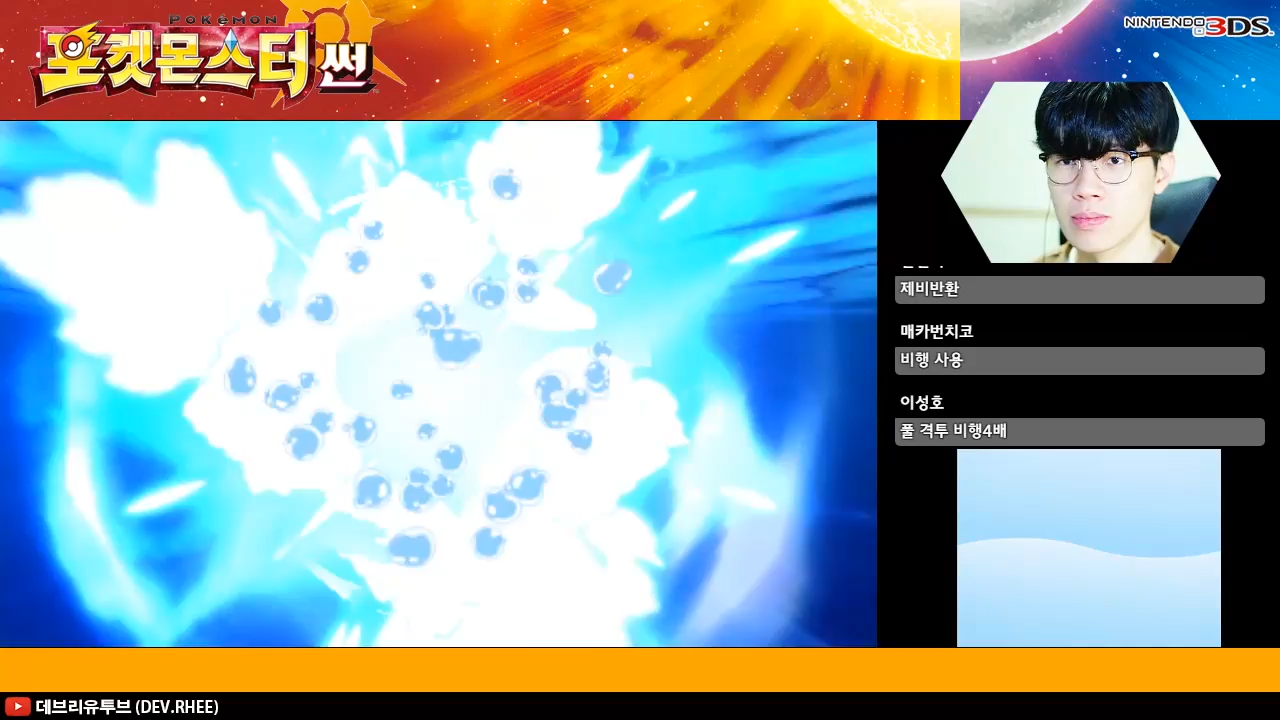 POKéMON
포켓몬스터 썬
NINTENDO 3DS
제비반환
매카번치코
비행 사용
이성호
풀 격투 비행4배
데브리유투브 (DEV.RHEE)